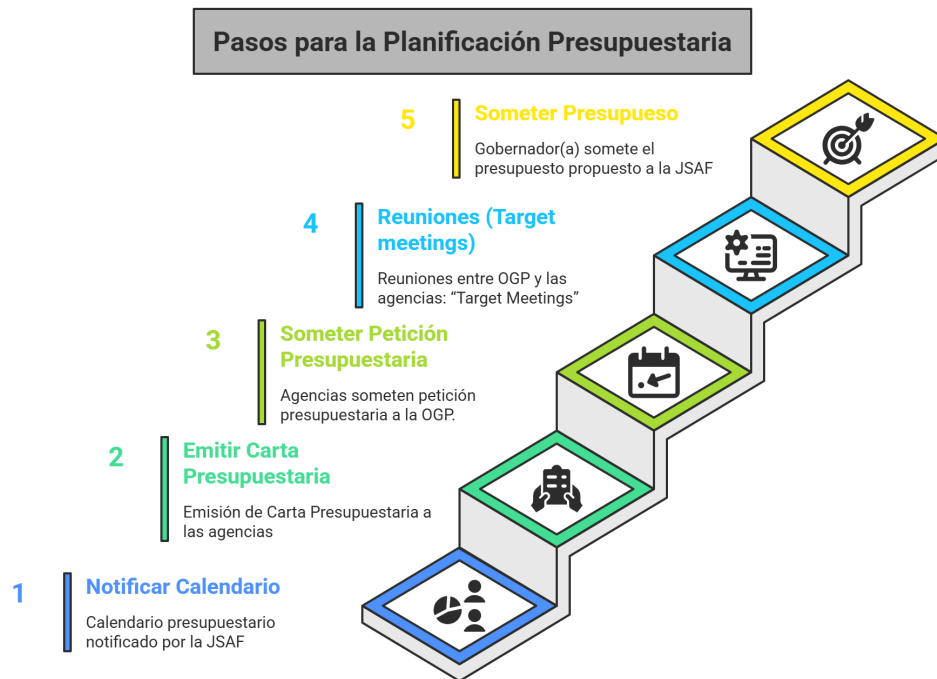 Pasos para la Planificación Presupuestaria
5
Someter Presupueso
Gobernador(a) somete el
presupuesto propuesto a la JSAF
4
Reuniones (Target
meetings)
Reuniones entre OGP y las
agencias: “Target Meetings”
3
Someter Petición
Presupuestaria
Agencias someten petición
presupuestaria a la OGP.
2
Emitir Carta
Presupuestaria
Emisión de Carta Presupuestaria a
las agencias
1
Notificar Calendario
Calendario presupuestario
notificado por la JSAF